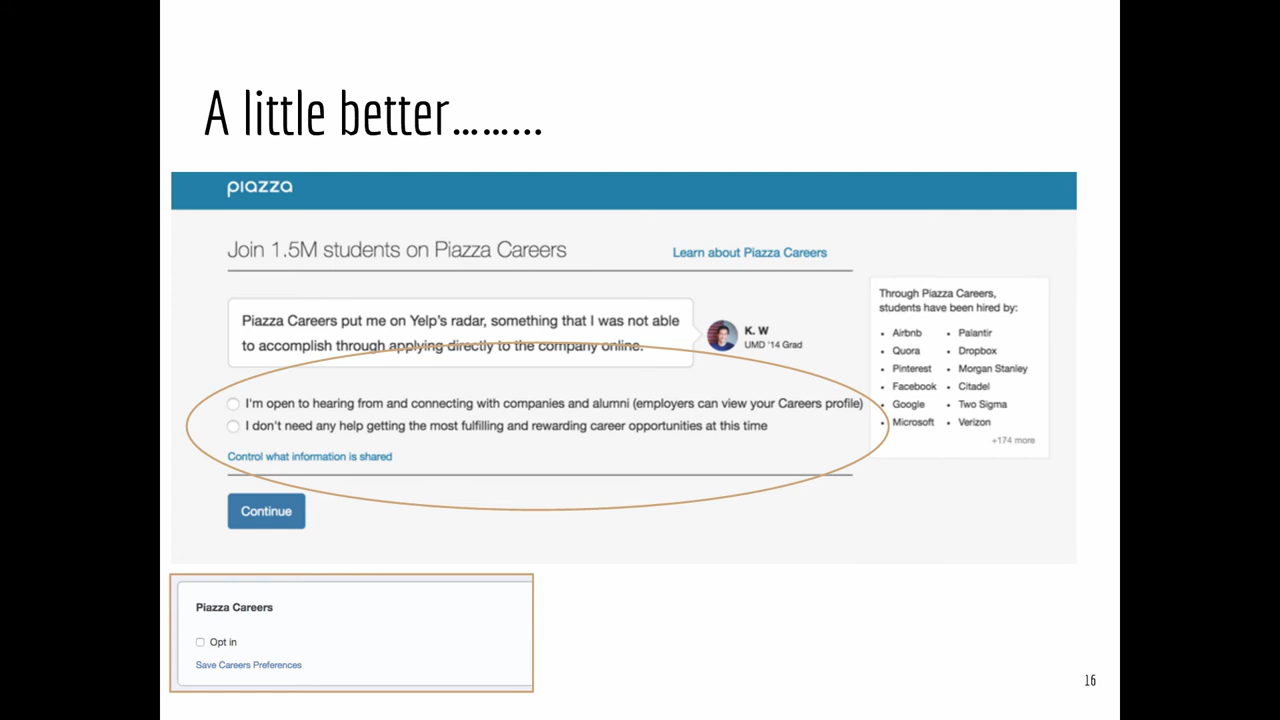 A little better………
piazza
Join 1.5M students on Piazza Careers
Learn about Piazza Careers
Piazza Careers put me on Yelp's radar, something that I was not able
to accomplish through applying directly to the company online.
K. W
UMD '14 Grad
I'm open to hearing from and connecting with companies and alumni (employers can view your Careers profile)
I don't need any help getting the most fulfilling and rewarding career opportunities at this time
Control what information is shared
Continue
Through Piazza Careers,
students have been hired by:
• Airbnb • Palantir
• Quora • Dropbox
• Pinterest • Morgan Stanley
• Facebook • Citadel
• Google • Two Sigma
• Microsoft • Verizon
+174 more
Piazza Careers
Opt in
Save Careers Preferences
16